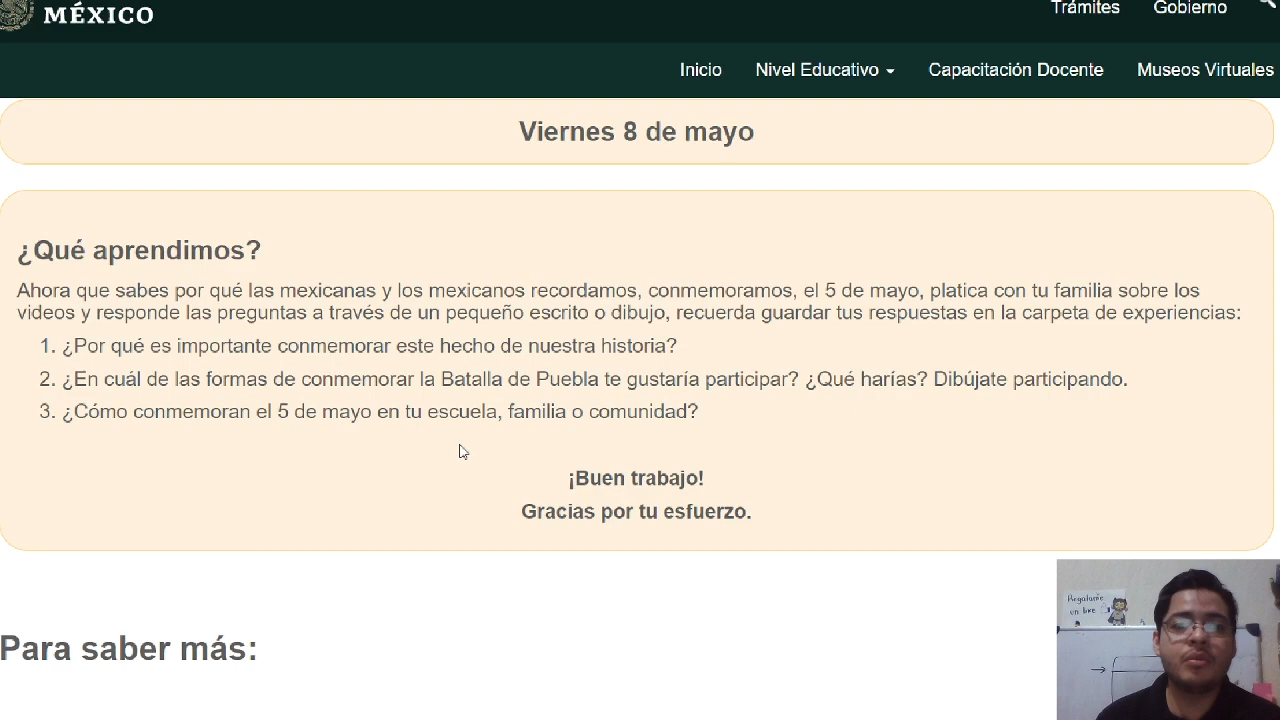 MÉXICO
Trámites Gobierno
Inicio Nivel Educativo Capacitación Docente Museos Virtuales
Viernes 8 de mayo
¿Qué aprendimos?
Ahora que sabes por qué las mexicanas y los mexicanos recordamos, conmemoramos, el 5 de mayo, platica con tu familia sobre los
videos y responde las preguntas a través de un pequeño escrito o dibujo, recuerda guardar tus respuestas en la carpeta de experiencias:
1. ¿Por qué es importante conmemorar este hecho de nuestra historia?
2. ¿En cuál de las formas de conmemorar la Batalla de Puebla te gustaría participar? ¿Qué harías? Dibújate participando.
3. ¿Cómo conmemoran el 5 de mayo en tu escuela, familia o comunidad?
¡Buen trabajo!
Gracias por tu esfuerzo.
Para saber más:
Regalame
un like